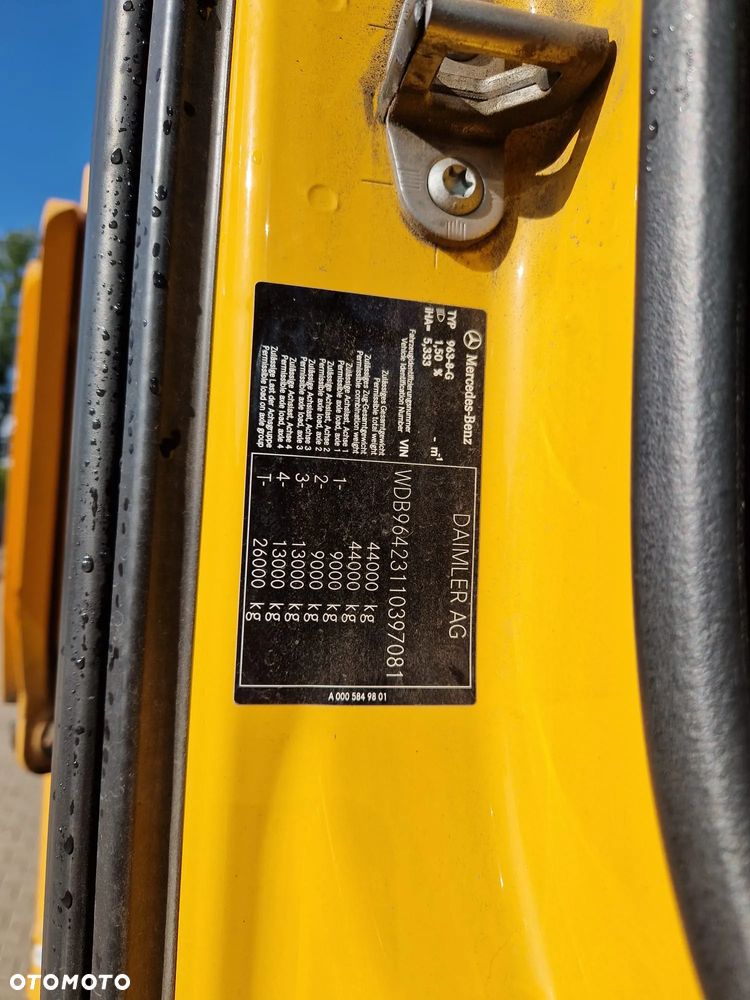 Mercedes-Benz
TYP 963-8-G
1,50 % - m⁻¹
iHA= 5,333
DAIMLER AG
Fahrzeugidentifizierungsnummer
Vehicle Identification Number VIN WDB96423110397081
Zulässiges Gesamtgewicht
Permissible total weight 44000 kg
Zulässiges Zug-Gesamtgewicht
Permissible combination weight 44000 kg
Zulässige Achslast, Achse 1
Permissible axle load, axle 1 1- 9000 kg
Zulässige Achslast, Achse 2
Permissible axle load, axle 2 2- 9000 kg
Zulässige Achslast, Achse 3
Permissible axle load, axle 3 3- 13000 kg
Zulässige Achslast, Achse 4
Permissible axle load, axle 4 4- 13000 kg
Zulässige Last der Achsgruppe
Permissible load on axle group T- 26000 kg
A 000 584 98 01
OTOMOTO